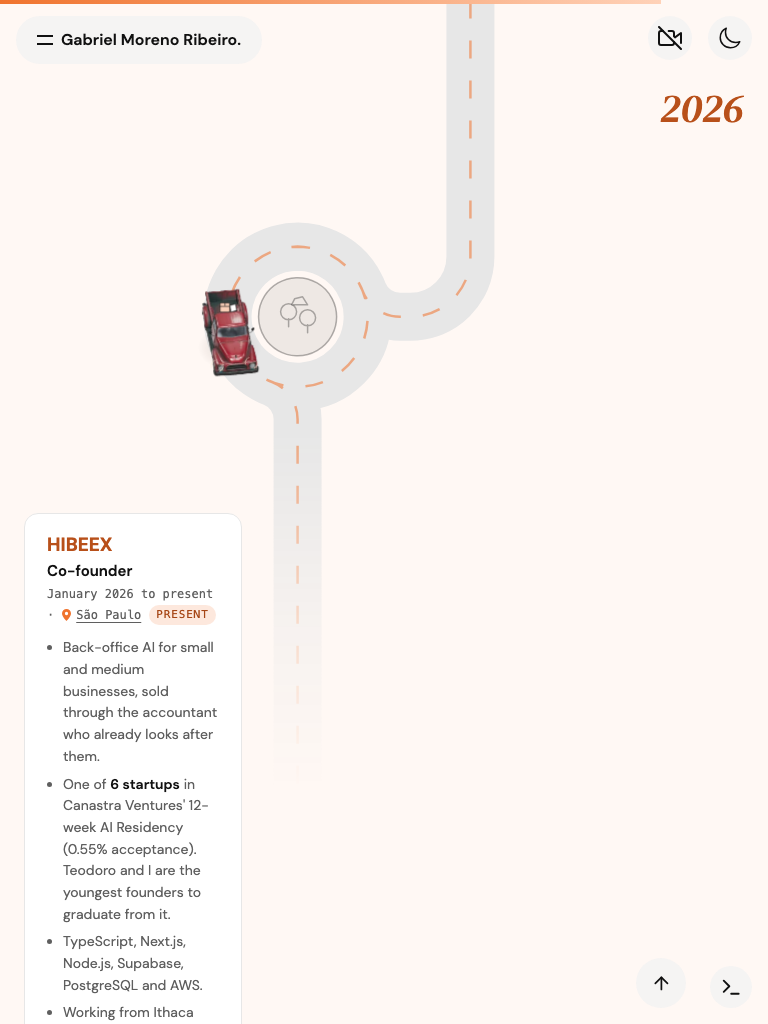 Gabriel Moreno Ribeiro.
2026
HIBEEX
Co-founder
January 2026 to present
· São Paulo PRESENT
• Back-office AI for small
and medium
businesses, sold
through the accountant
who already looks after
them.
• One of 6 startups in
Canastra Ventures' 12-
week AI Residency
(0.55% acceptance).
Teodoro and I are the
youngest founders to
graduate from it.
• TypeScript, Next.js,
Node.js, Supabase,
PostgreSQL and AWS.
• Working from Ithaca